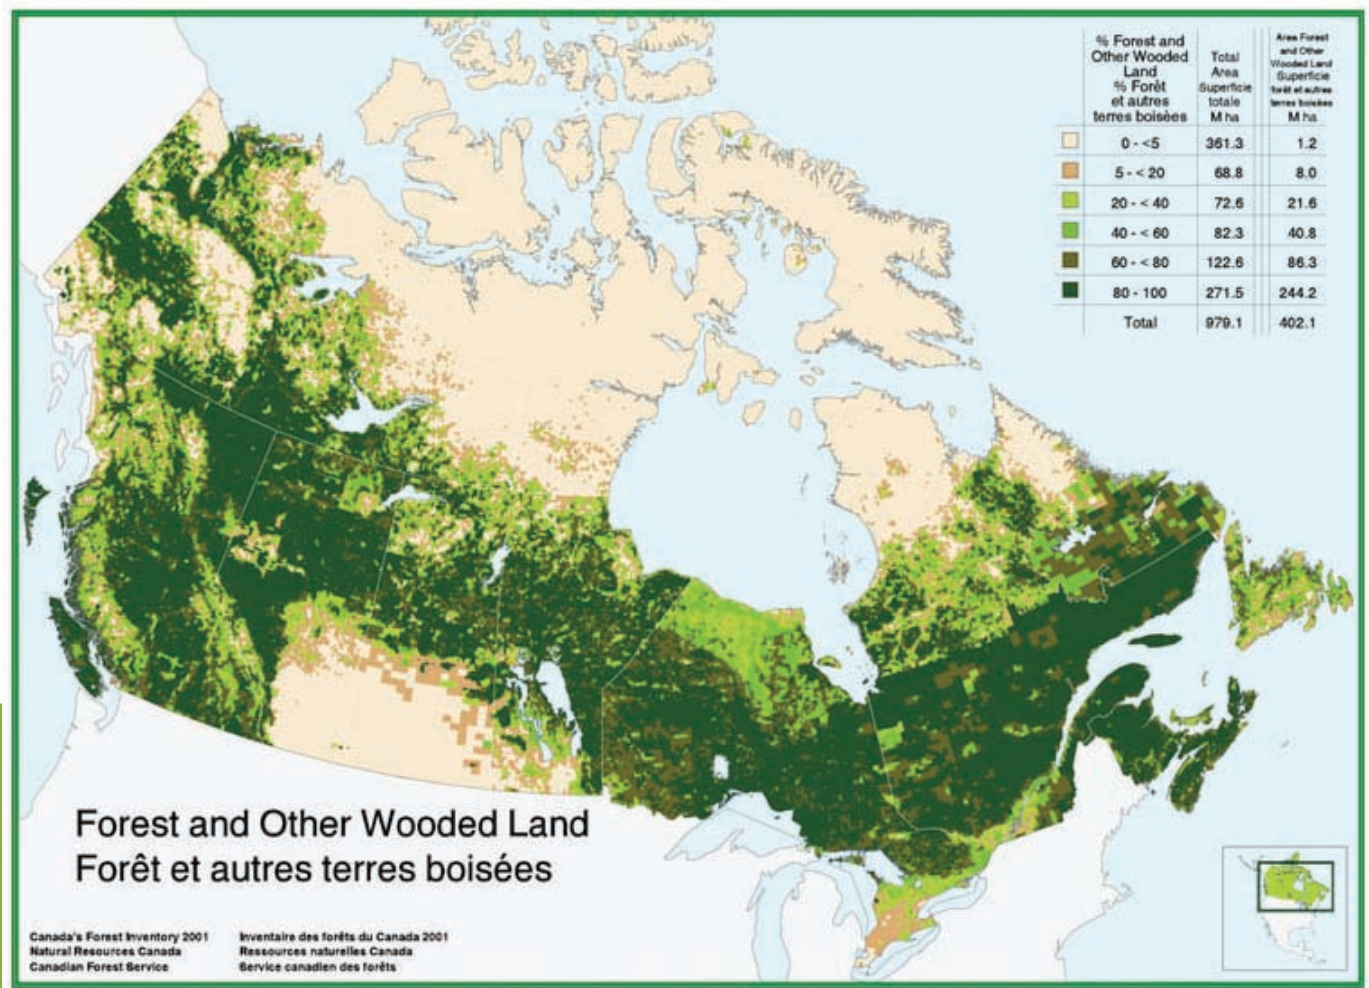 % Forest and
Other Wooded
Land
% Forêt
et autres
terres boisées
Total
Area
Superficie
totale
M ha
Area Forest
and Other
Wooded Land
Superficie
forêt et autres
terres boisées
M ha
0 - <5 361.3 1.2
5 - < 20 68.8 8.0
20 - < 40 72.6 21.6
40 - < 60 82.3 40.8
60 - < 80 122.6 86.3
80 - 100 271.5 244.2
Total 979.1 402.1
Forest and Other Wooded Land
Forêt et autres terres boisées
Canada's Forest Inventory 2001
Natural Resources Canada
Canadian Forest Service
Inventaire des forêts du Canada 2001
Ressources naturelles Canada
Service canadien des forêts